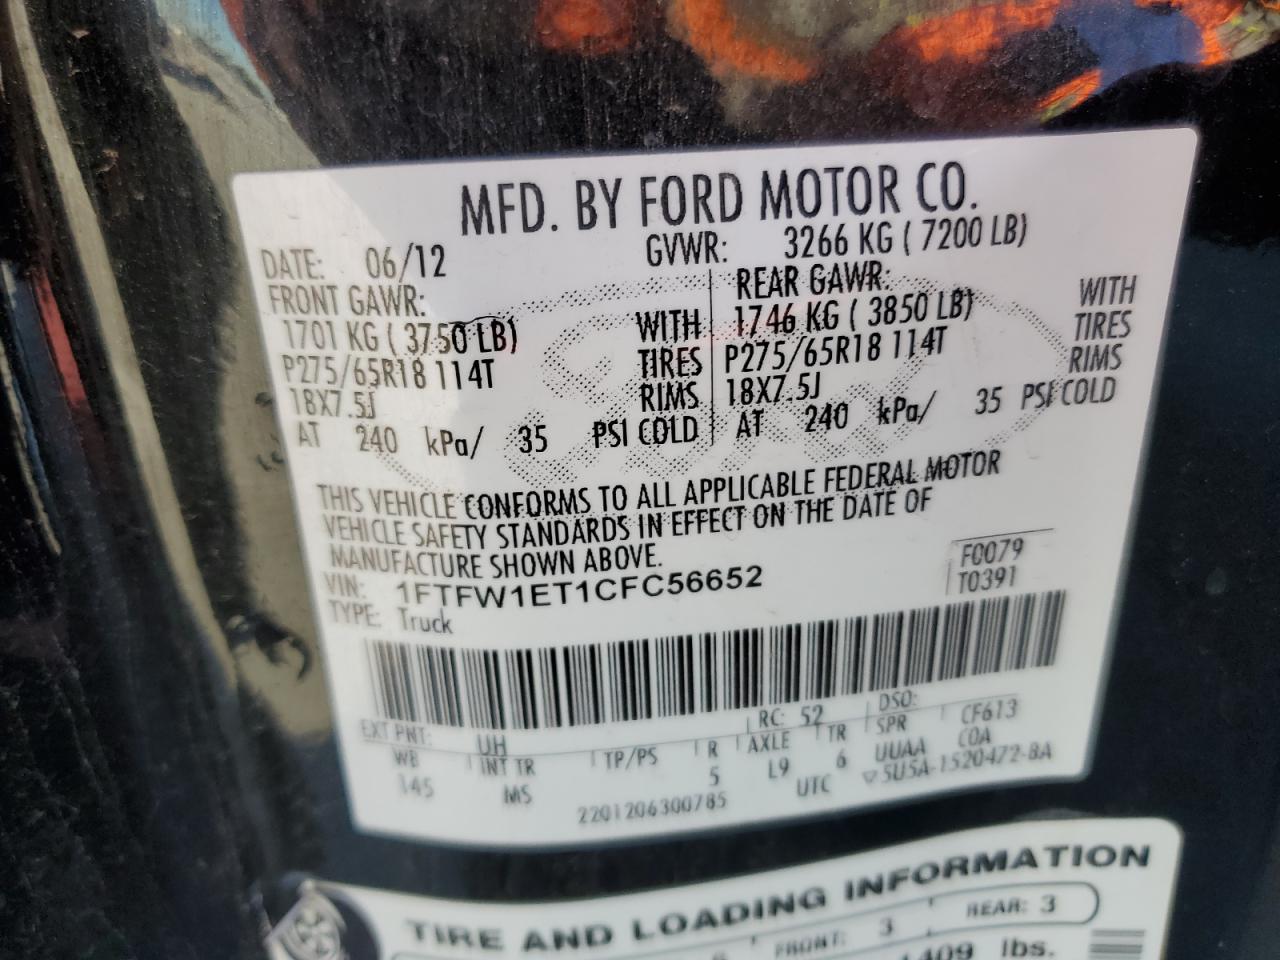 MFD. BY FORD MOTOR CO.
DATE: 06/12 GVWR: 3266 KG ( 7200 LB)
FRONT GAWR: REAR GAWR:
1701 KG ( 3750 LB) WITH 1746 KG ( 3850 LB) WITH
P275/65R18 114T TIRES P275/65R18 114T TIRES
18X7.5J RIMS 18X7.5J RIMS
AT 240 kPa/ 35 PSI COLD AT 240 kPa/ 35 PSI COLD
THIS VEHICLE CONFORMS TO ALL APPLICABLE FEDERAL MOTOR
VEHICLE SAFETY STANDARDS IN EFFECT ON THE DATE OF
MANUFACTURE SHOWN ABOVE.
F0079
VIN: 1FTFW1ET1CFC56652
T0391
TYPE: Truck
EXT PNT: UH RC: 52 DSO: CF613
WB INT TR TP/PS R AXLE TR SPR COA
145 MS 5 L9 6 UUAA
2201206300785 UTC ▽5U5A-1520472-BA
TIRE AND LOADING INFORMATION
FRONT: 3 REAR: 3
1409 lbs.